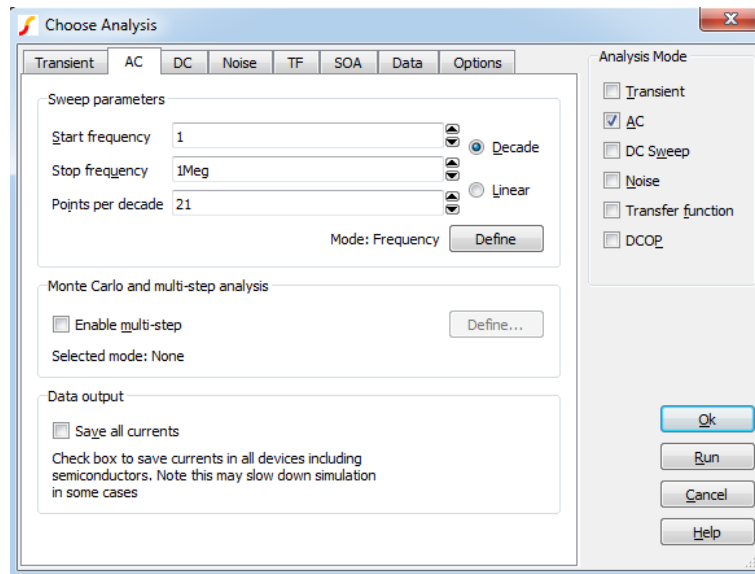 Choose Analysis
X
Transient AC DC Noise TF SOA Data Options
Sweep parameters
Start frequency 1
Stop frequency 1Meg
Points per decade 21
Decade
Linear
Mode: Frequency Define
Monte Carlo and multi-step analysis
Enable multi-step Define...
Selected mode: None
Data output
Save all currents
Check box to save currents in all devices including
semiconductors. Note this may slow down simulation
in some cases
Analysis Mode
Transient
AC
DC Sweep
Noise
Transfer function
DCOP
Ok
Run
Cancel
Help